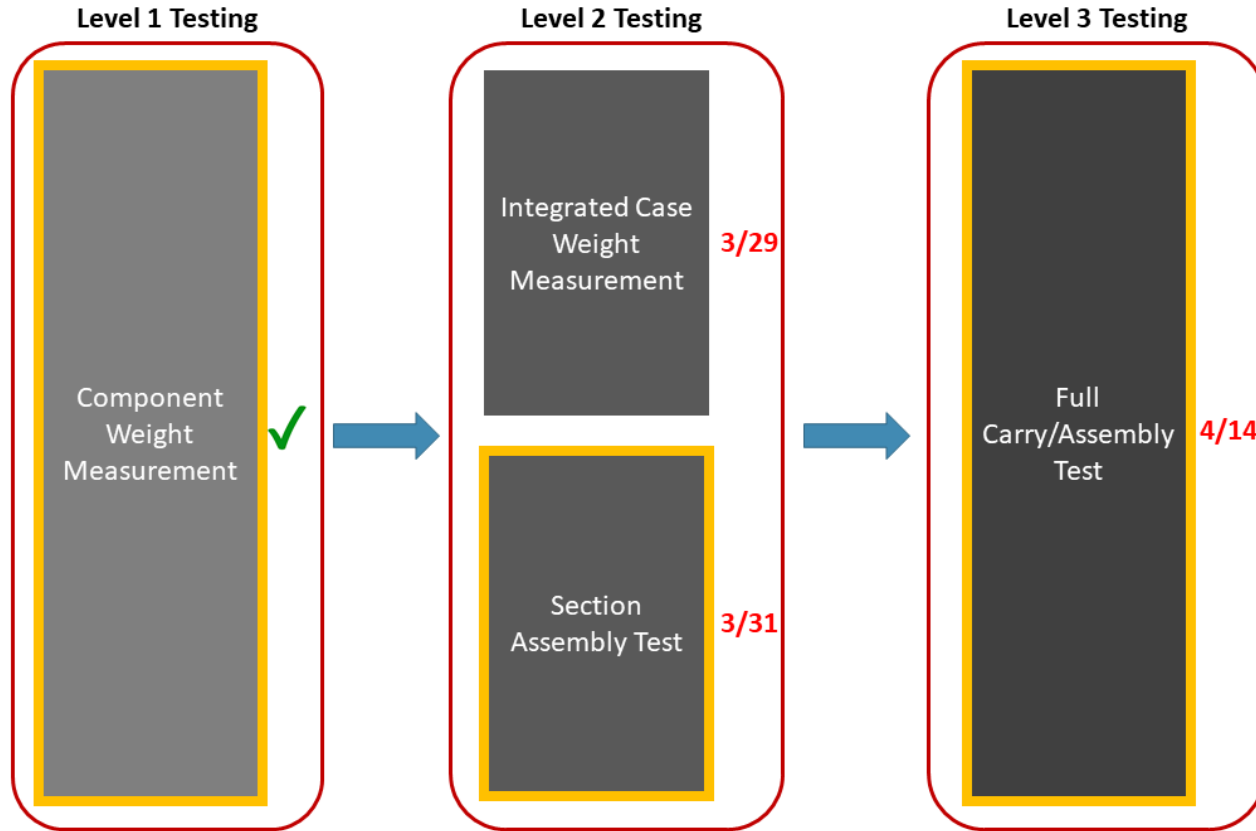 Level 1 Testing
Component
Weight
Measurement
Level 2 Testing
Integrated Case
Weight
Measurement
3/29
Section
Assembly Test
3/31
Level 3 Testing
Full
Carry/Assembly
Test
4/14